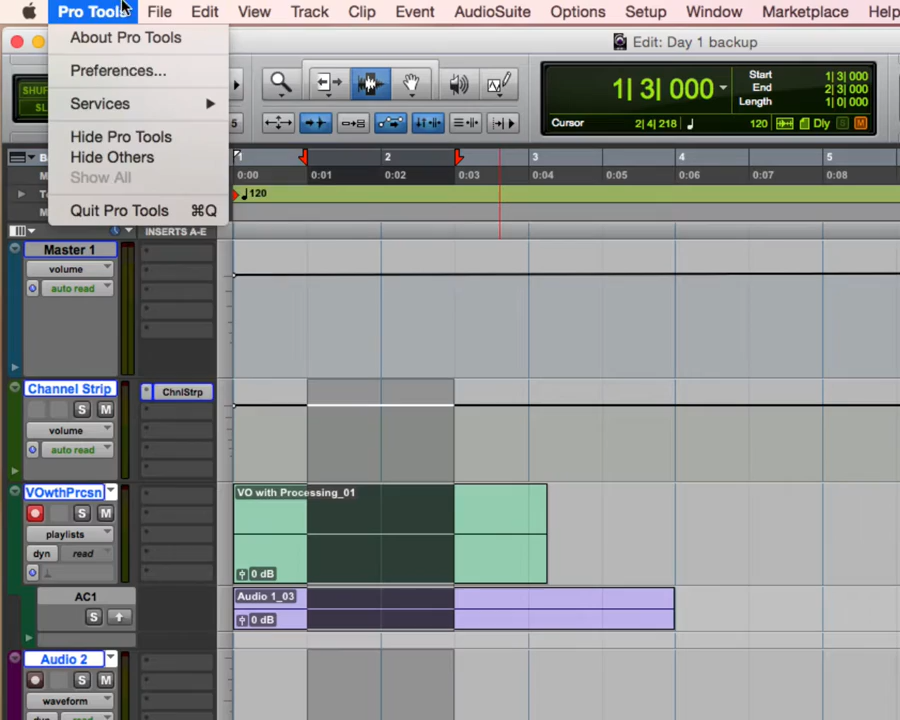 Pro Tools File Edit View Track Clip Event AudioSuite Options Setup Window Marketplace Help
About Pro Tools
Preferences...
Services
Hide Pro Tools
Hide Others
Show All
Quit Pro Tools ⌘Q
Edit: Day 1 backup
SHUF
SL
5
1| 3| 000
Start 1| 3| 000
End 2| 3| 000
Length 1| 0| 000
Cursor 2| 4| 218 120 Dly S M
1 2 3 4 5
0:00 0:01 0:02 0:03 0:04 0:05 0:06 0:07 0:08
120
INSERTS A-E
Master 1
volume
auto read
Channel Strip
ChnlStrp
S M
volume
auto read
VOwthPrcsn
VO with Processing_01
S M
playlists
dyn read
0 dB
AC1
Audio 1_03
S
0 dB
Audio 2
S M
waveform
dyn read